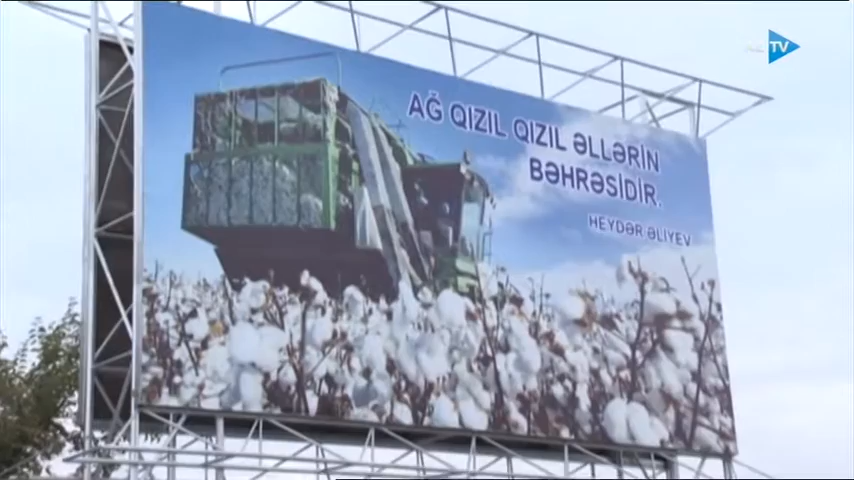 AĞ QIZIL QIZIL ƏLLƏRİN
BƏHRƏSİDİR.
HEYDƏR ƏLİYEV
TV